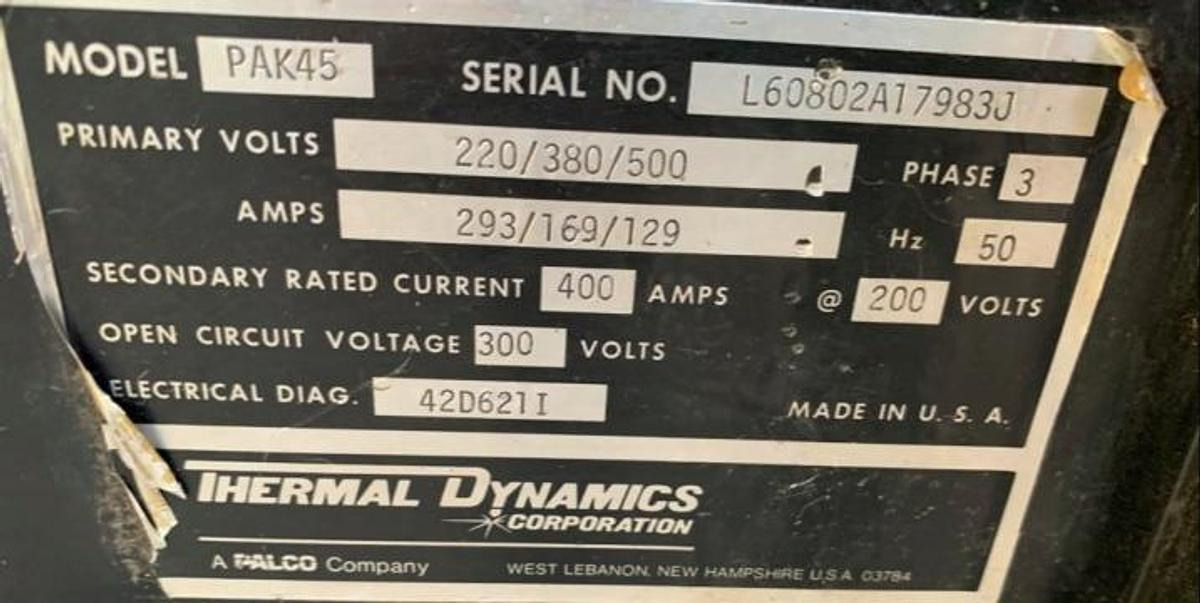 MODEL PAK45 SERIAL NO. L60802A17983J
PRIMARY VOLTS 220/380/500 PHASE 3
AMPS 293/169/129 Hz 50
SECONDARY RATED CURRENT 400 AMPS @ 200 VOLTS
OPEN CIRCUIT VOLTAGE 300 VOLTS
ELECTRICAL DIAG. 42D621I MADE IN U. S. A.
THERMAL DYNAMICS
CORPORATION
A PALCO Company WEST LEBANON, NEW HAMPSHIRE U.S.A 03784